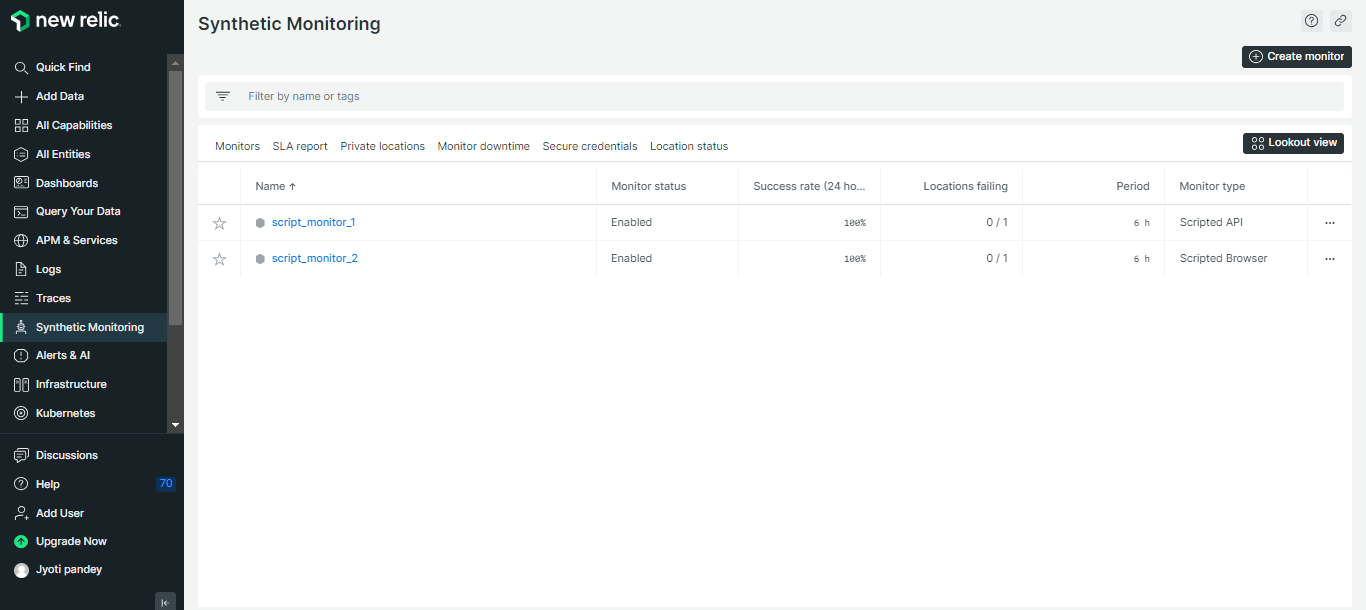 new relic.
Quick Find
Add Data
All Capabilities
All Entities
Dashboards
Query Your Data
APM & Services
Logs
Traces
Synthetic Monitoring
Alerts & AI
Infrastructure
Kubernetes
Discussions
Help 70
Add User
Upgrade Now
Jyoti pandey
Synthetic Monitoring
Create monitor
Filter by name or tags
Monitors SLA report Private locations Monitor downtime Secure credentials Location status Lookout view
Name ↑ Monitor status Success rate (24 ho... Locations failing Period Monitor type
script_monitor_1 Enabled 100% 0 / 1 6 h Scripted API ...
script_monitor_2 Enabled 100% 0 / 1 6 h Scripted Browser ...